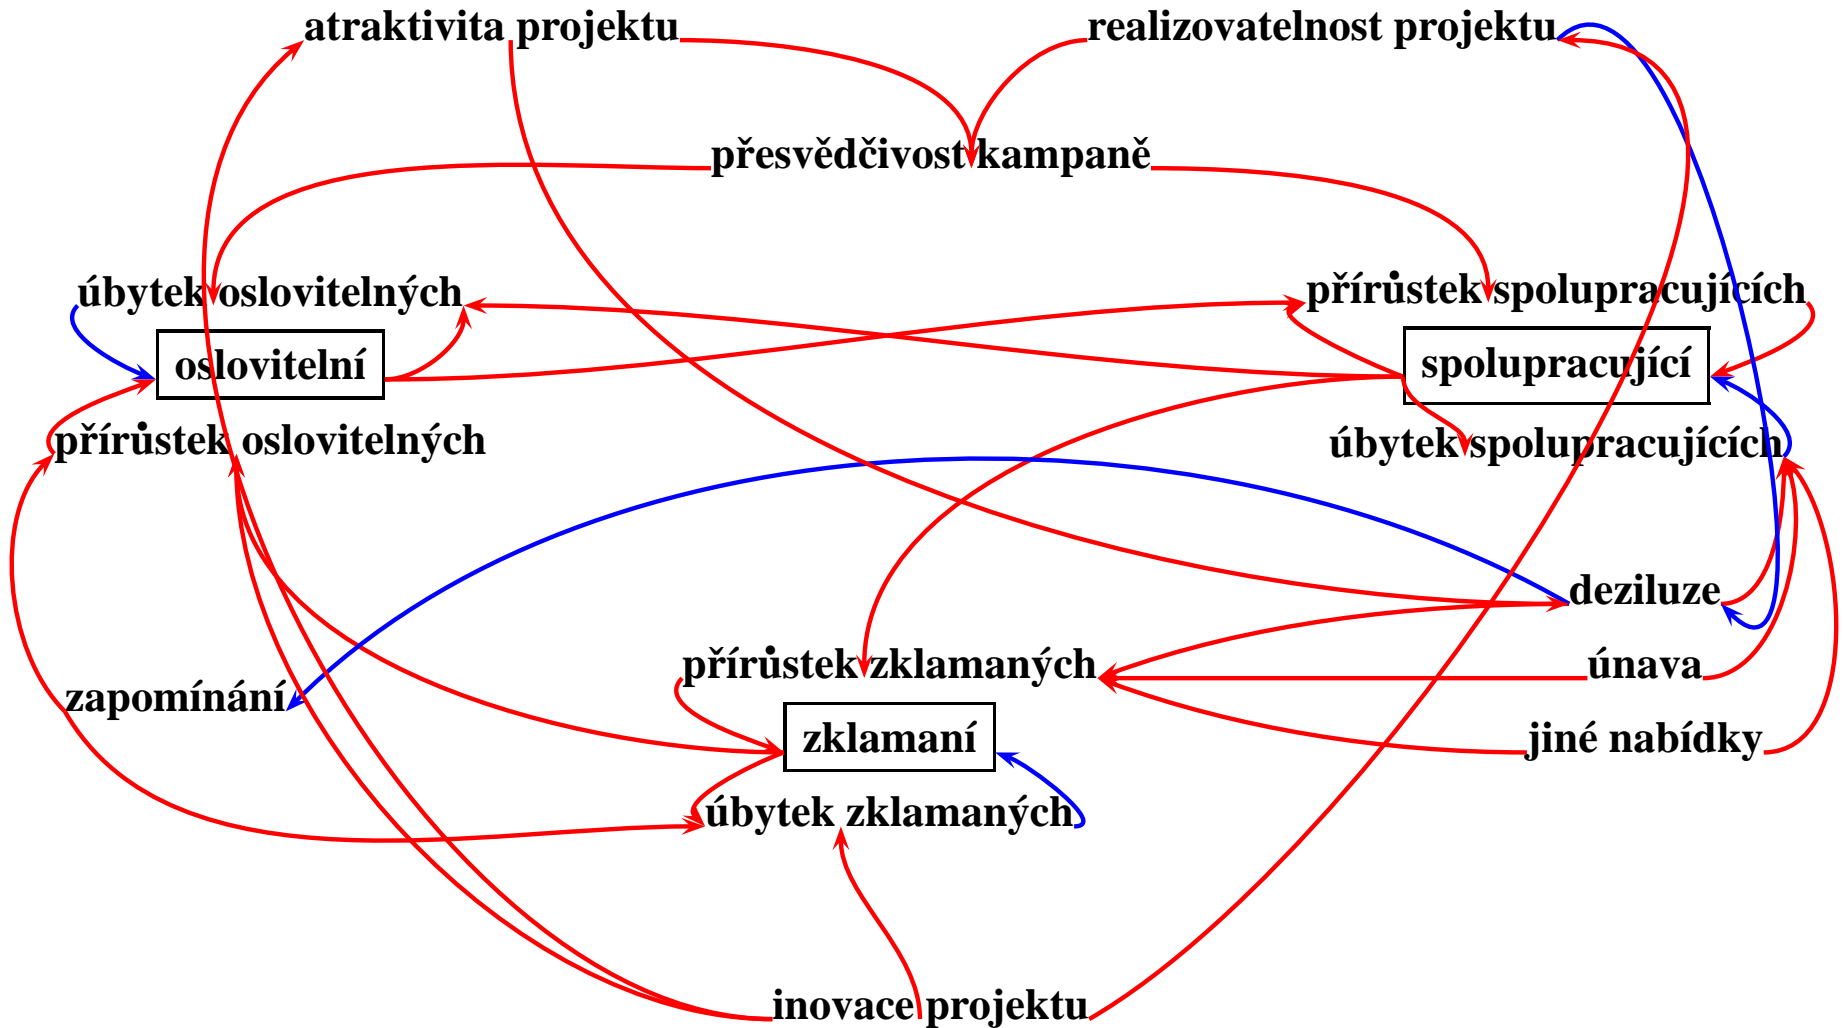 atraktivita projektu
realizovatelnost projektu
přesvědčivost kampaně
úbytek oslovitelných
přírůstek spolupracujících
oslovitelní
spolupracující
přírůstek oslovitelných
úbytek spolupracujících
deziluze
přírůstek zklamaných
únava
zapomínání
zklamaní
jiné nabídky
úbytek zklamaných
inovace projektu